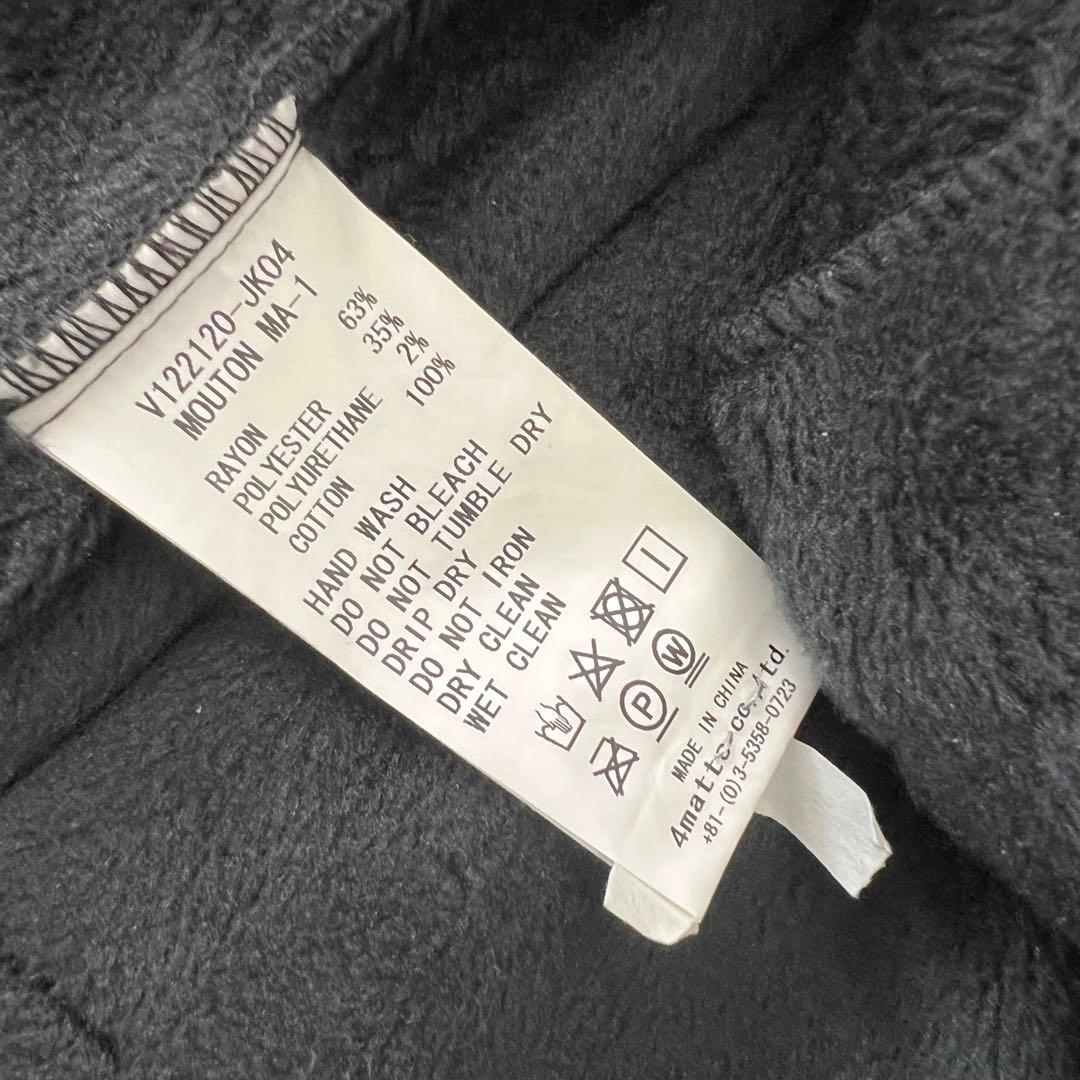 V122120-JK04
MOUTON MA-1
RAYON 63%
POLYESTER 35%
POLYURETHANE 2%
COTTON 100%
HAND WASH
DO NOT BLEACH
DO NOT TUMBLE DRY
DRIP DRY
DO NOT IRON
DRY CLEAN
WET CLEAN
P W
MADE IN CHINA
4matts co.,ltd.
+81-(0)3-5358-0723